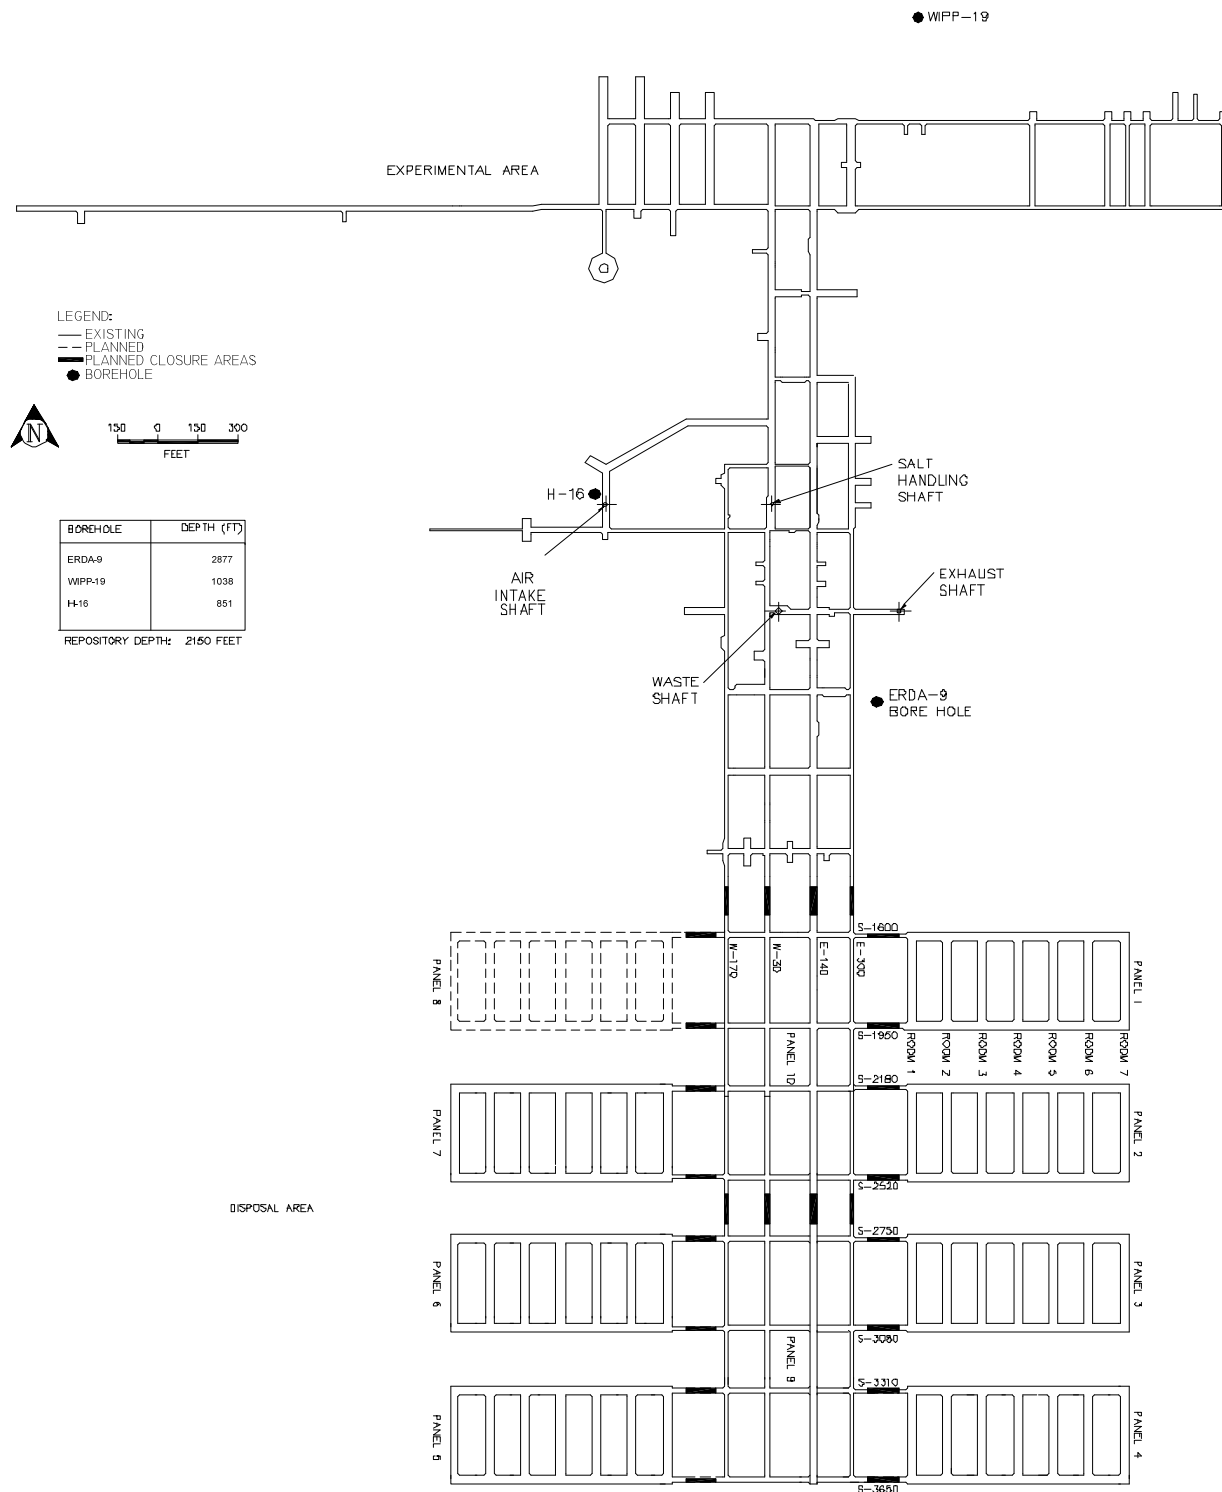 WIPP-19
EXPERIMENTAL AREA
LEGEND:
EXISTING
PLANNED
PLANNED CLOSURE AREAS
BOREHOLE
N
150 0 150 300
FEET
H-16
SALT
HANDLING
SHAFT
BOREHOLE DEPTH (FT)
ERDA-9 2877
WIPP-19 1038
H-16 851
REPOSITORY DEPTH: 2150 FEET
AIR
INTAKE
SHAFT
EXHAUST
SHAFT
WASTE
SHAFT
ERDA-9
BORE HOLE
S-1600
W-170
W-30
E-140
E-300
PANEL 8
PANEL 1
S-1950
PANEL 10
ROOM 1
ROOM 2
ROOM 3
ROOM 4
ROOM 5
ROOM 6
ROOM 7
S-2180
PANEL 7
PANEL 2
S-2520
DISPOSAL AREA
S-2750
PANEL 6
PANEL 3
S-3080
PANEL 9
S-3310
PANEL 5
PANEL 4
S-3650